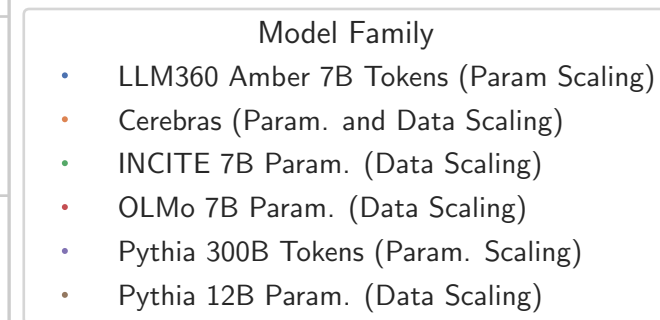 Model Family
LLM360 Amber 7B Tokens (Param Scaling)
Cerebras (Param. and Data Scaling)
INCITE 7B Param. (Data Scaling)
OLMo 7B Param. (Data Scaling)
Pythia 300B Tokens (Param. Scaling)
Pythia 12B Param. (Data Scaling)